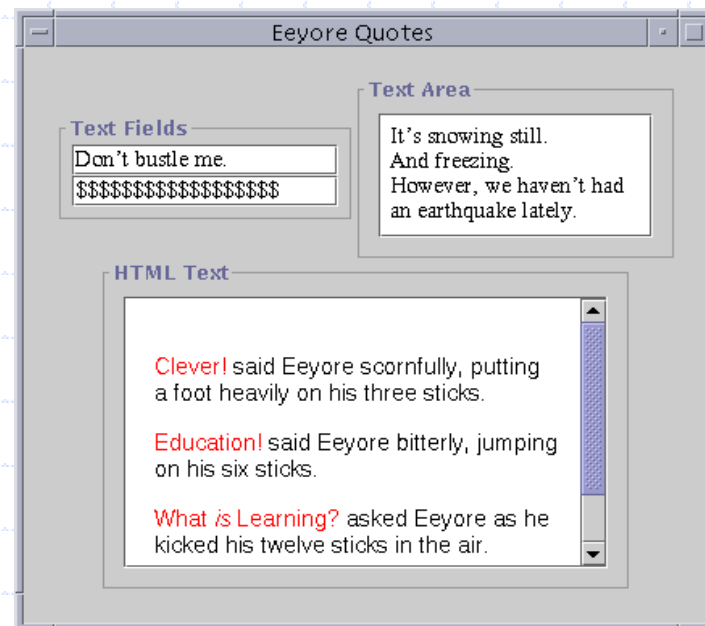 Eeyore Quotes
Text Fields
Don't bustle me.
$$$$$$$$$$$$$$$$$$
Text Area
It's snowing still.
And freezing.
However, we haven't had
an earthquake lately.
HTML Text
Clever! said Eeyore scornfully, putting
a foot heavily on his three sticks.
Education! said Eeyore bitterly, jumping
on his six sticks.
What is Learning? asked Eeyore as he
kicked his twelve sticks in the air.